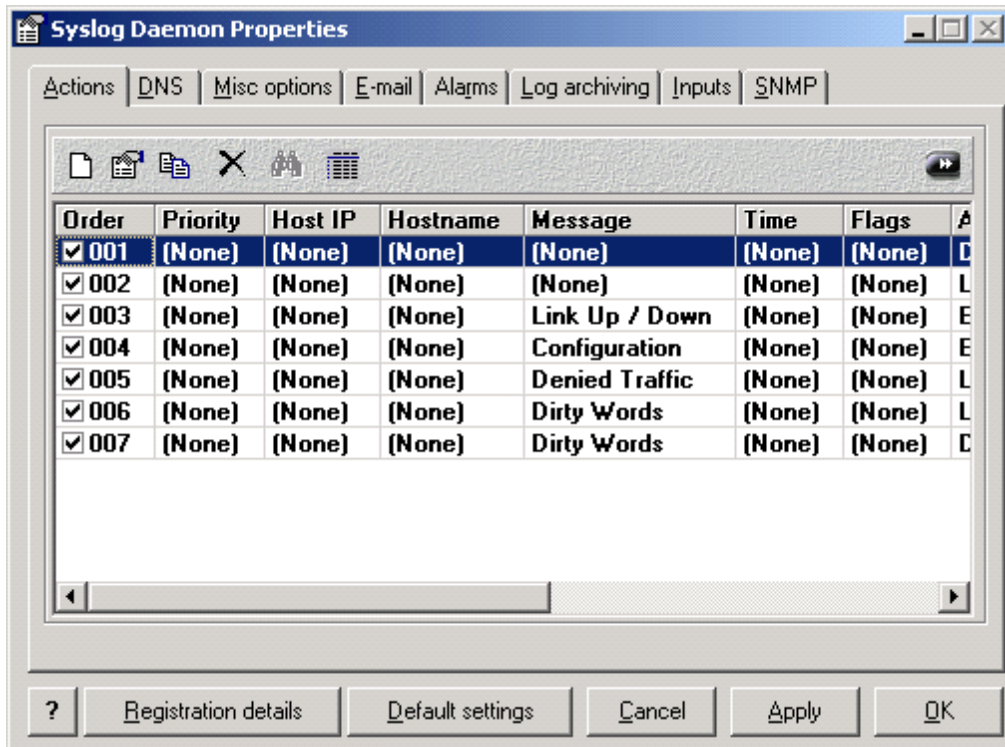 Syslog Daemon Properties
Actions DNS Misc options E-mail Alarms Log archiving Inputs SNMP
Order Priority Host IP Hostname Message Time Flags A
001 (None) (None) (None) (None) (None) (None) D
002 (None) (None) (None) (None) (None) (None) L
003 (None) (None) (None) Link Up / Down (None) (None) E
004 (None) (None) (None) Configuration (None) (None) E
005 (None) (None) (None) Denied Traffic (None) (None) L
006 (None) (None) (None) Dirty Words (None) (None) L
007 (None) (None) (None) Dirty Words (None) (None) D
? Registration details Default settings Cancel Apply OK